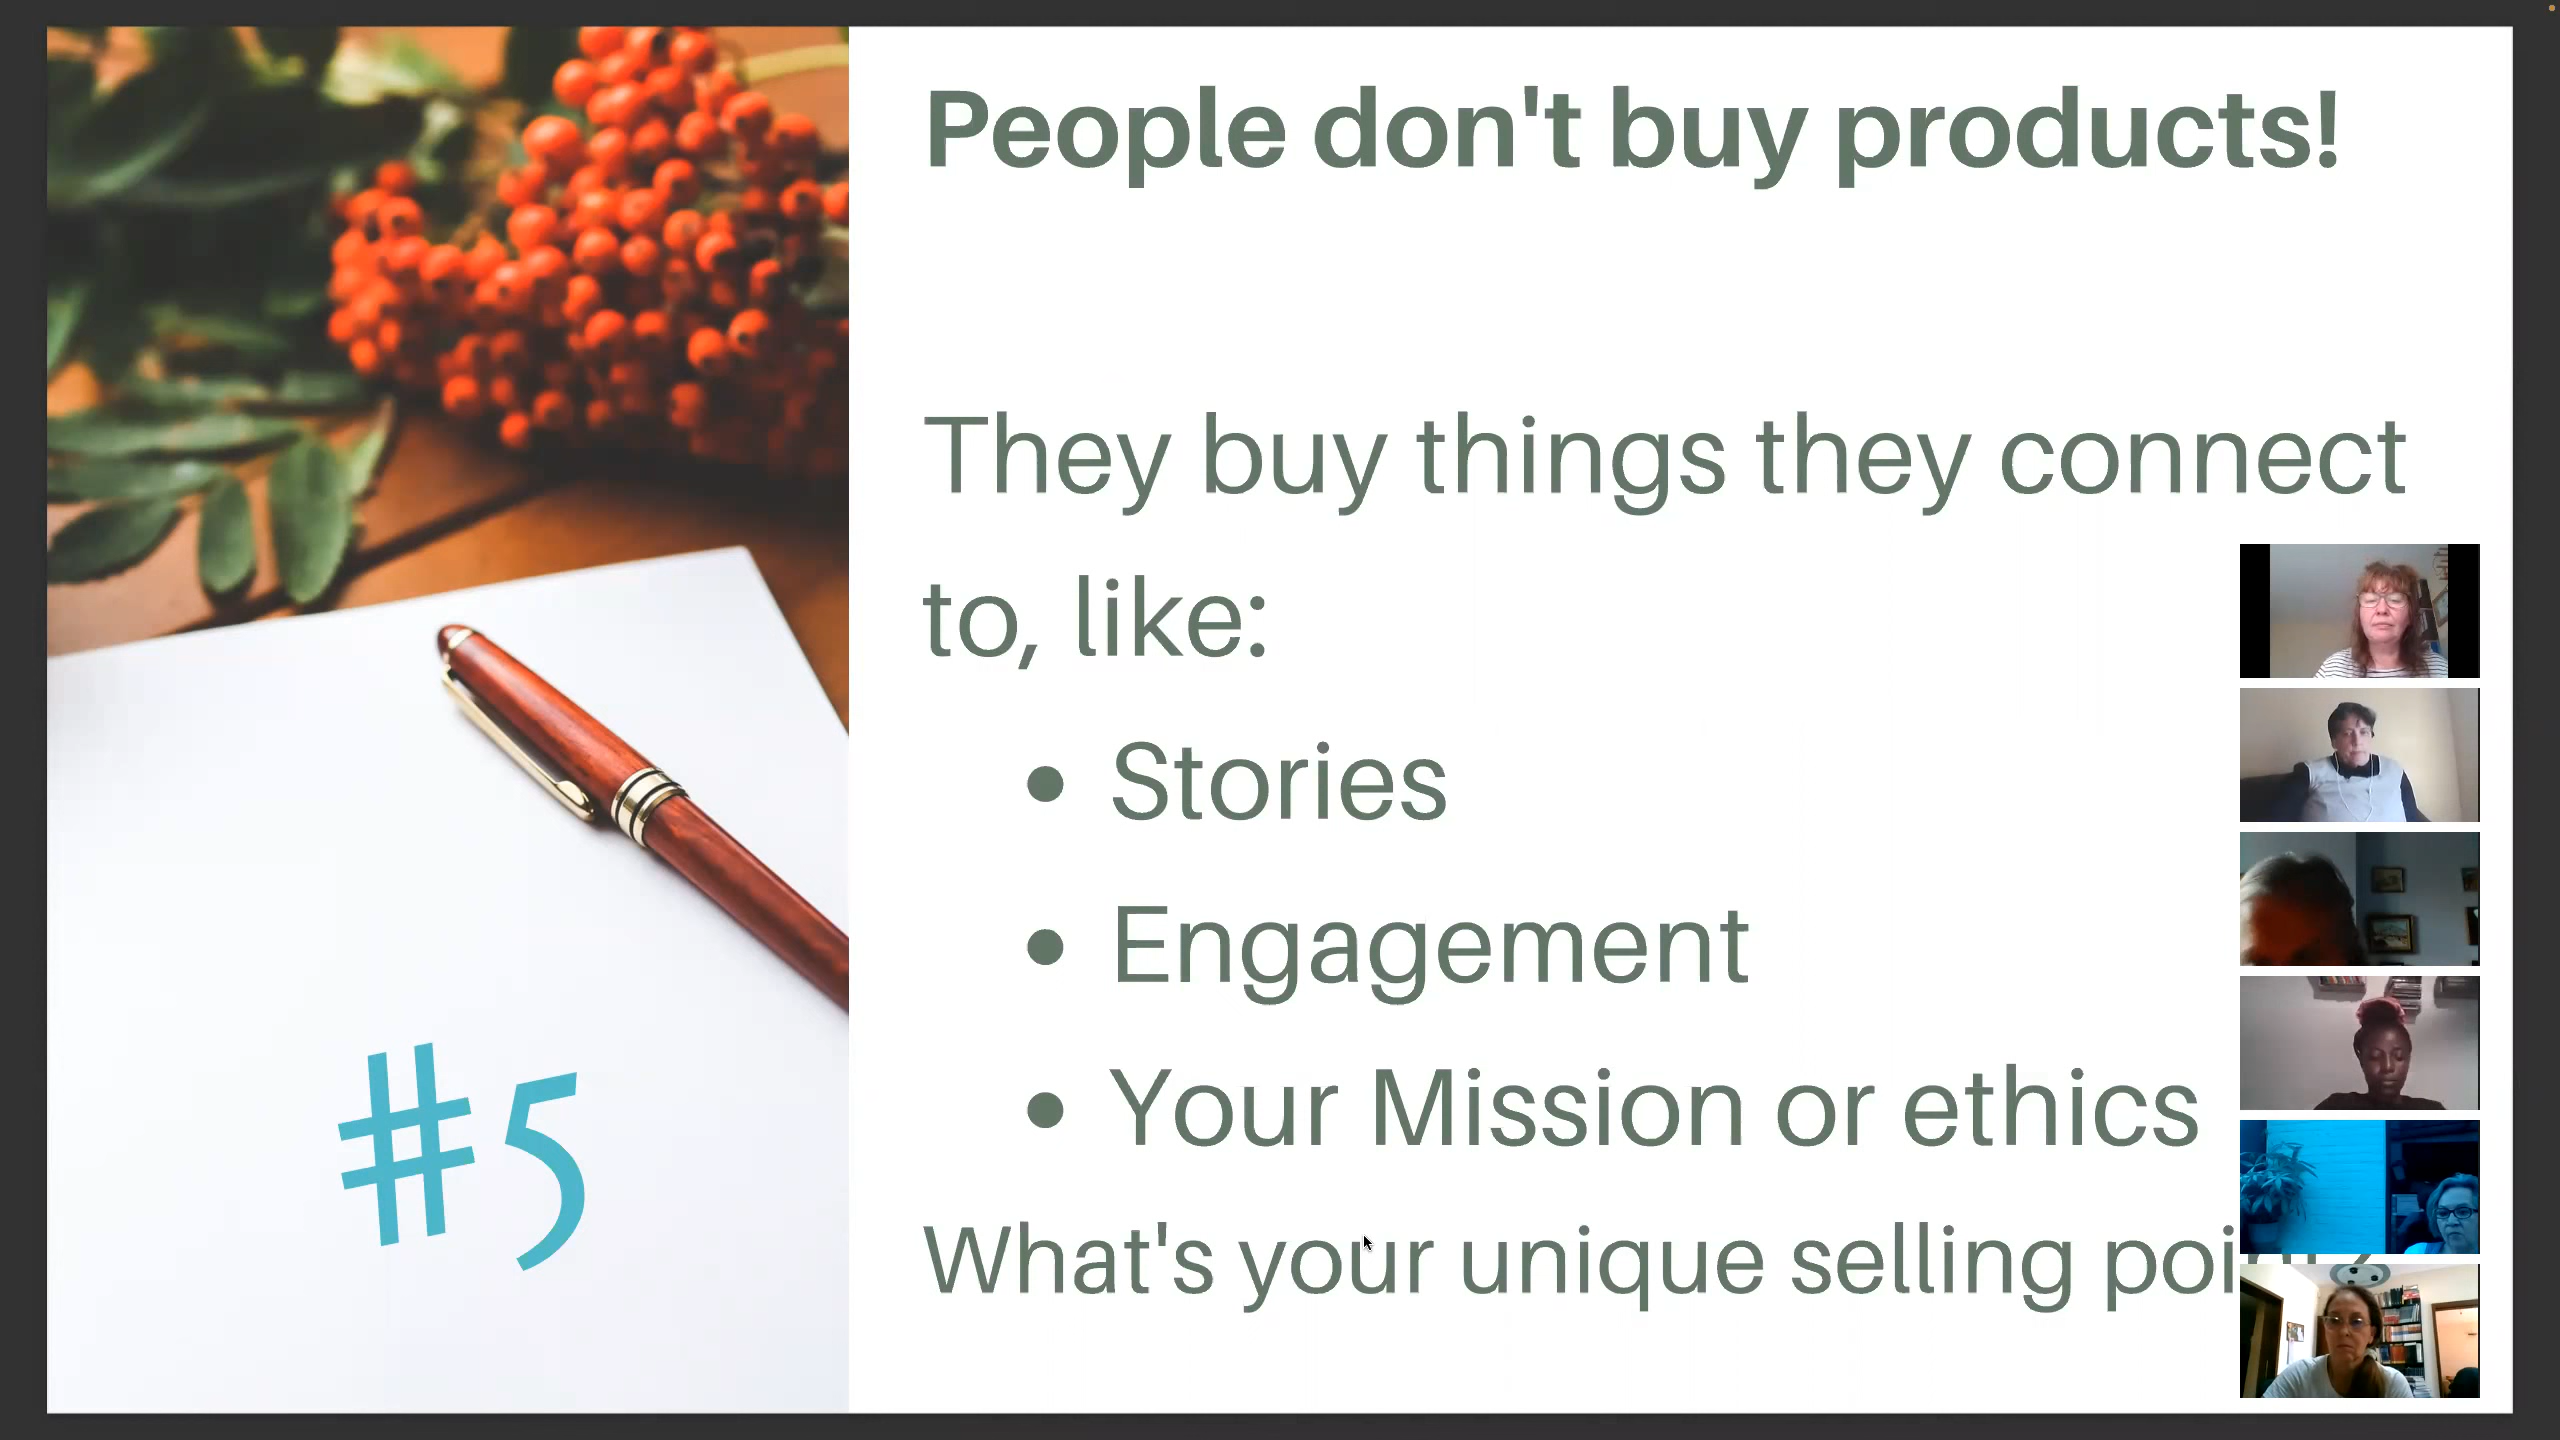 People don't buy products!
They buy things they connect
to, like:
• Stories
• Engagement
• Your Mission or ethics
What's your unique selling
#5